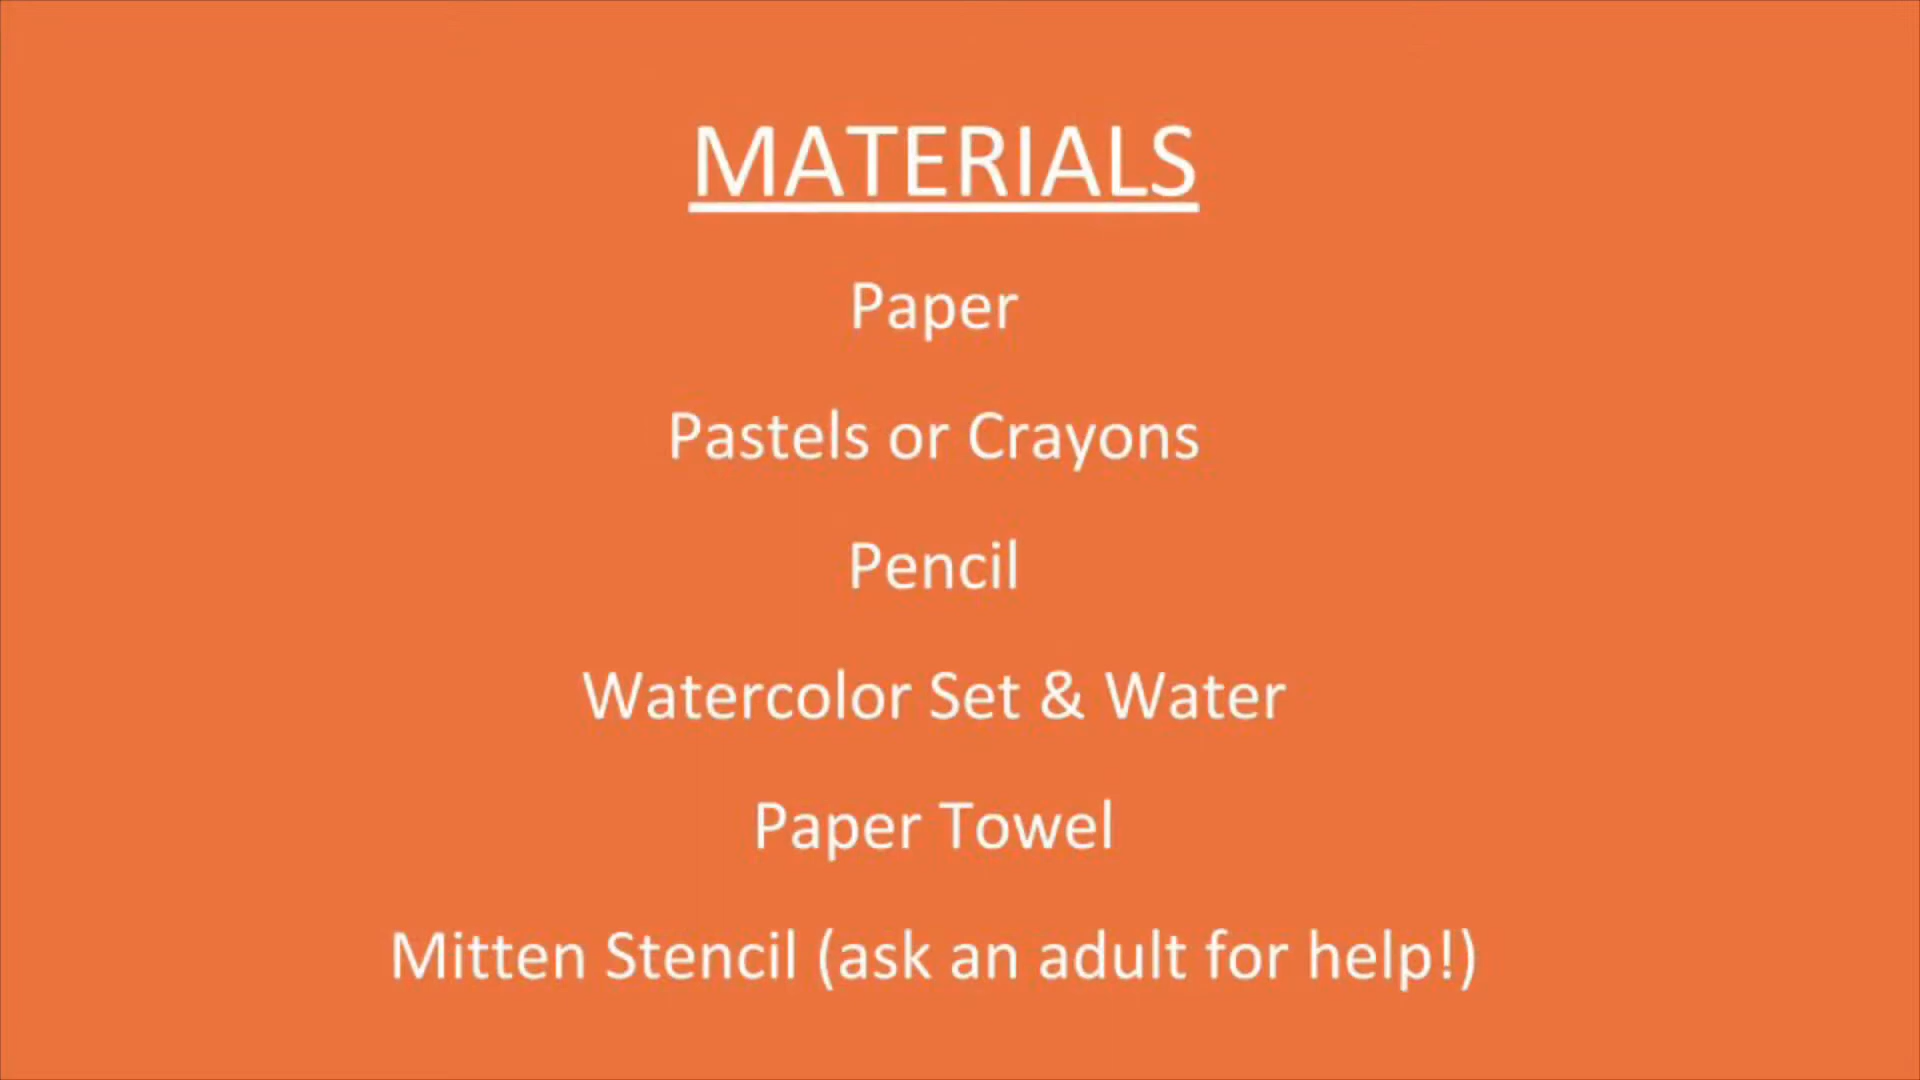 MATERIALS
Paper
Pastels or Crayons
Pencil
Watercolor Set & Water
Paper Towel
Mitten Stencil (ask an adult for help!)